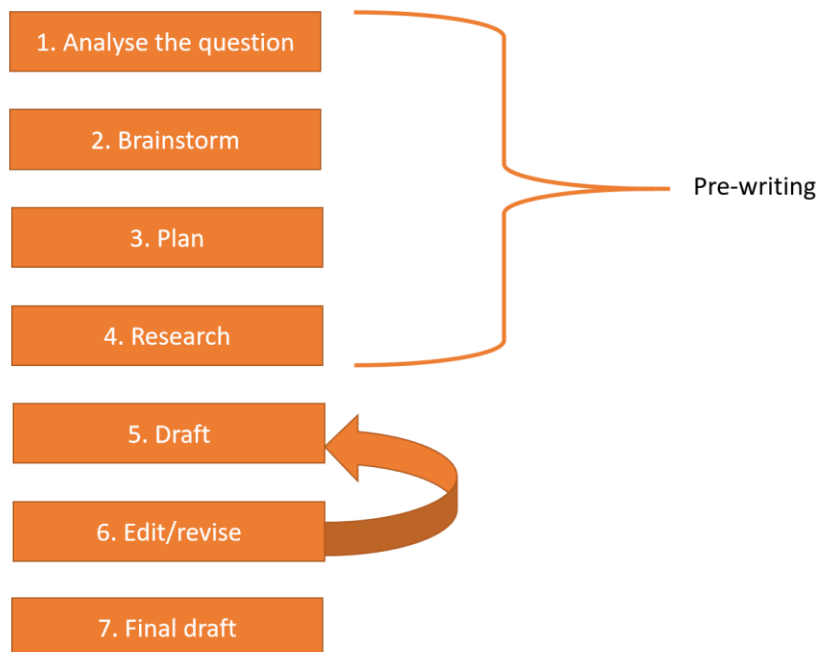 1. Analyse the question
2. Brainstorm
3. Plan
4. Research
Pre-writing
5. Draft
6. Edit/revise
7. Final draft